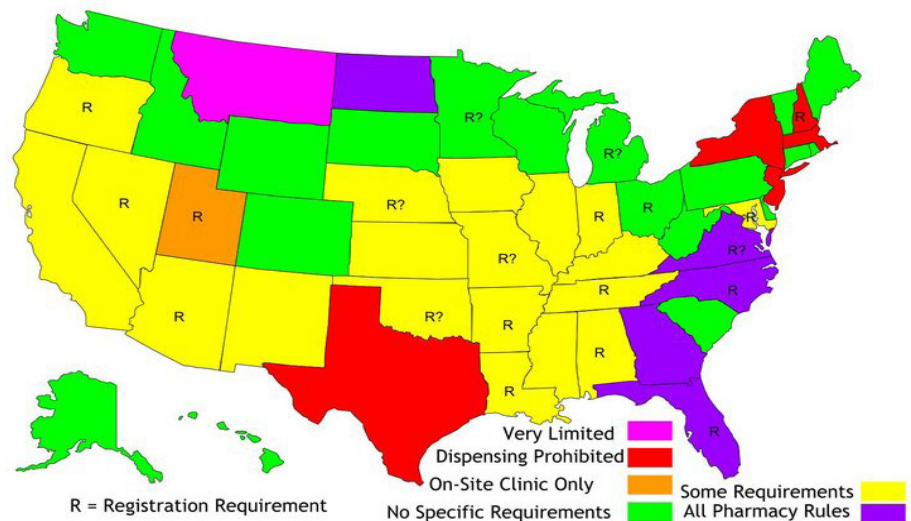 R
R?
R
R?
R
R?
R
R
R
R
R?
R?
R
R
R
R?
R
R
R
R
Very Limited
Dispensing Prohibited
On-Site Clinic Only
No Specific Requirements
Some Requirements
All Pharmacy Rules
R = Registration Requirement